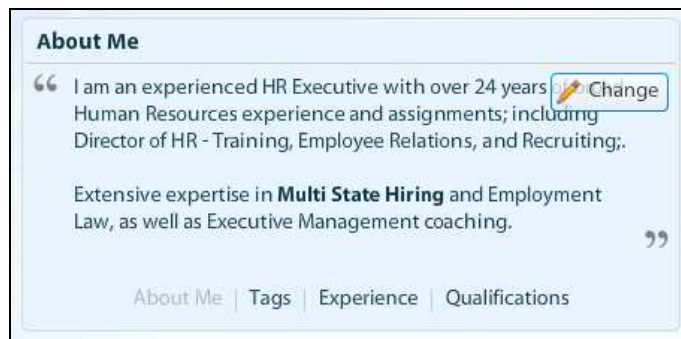 About Me
“ I am an experienced HR Executive with over 24 years
Change
Human Resources experience and assignments; including
Director of HR - Training, Employee Relations, and Recruiting;.
Extensive expertise in Multi State Hiring and Employment
Law, as well as Executive Management coaching.
”
About Me | Tags | Experience | Qualifications